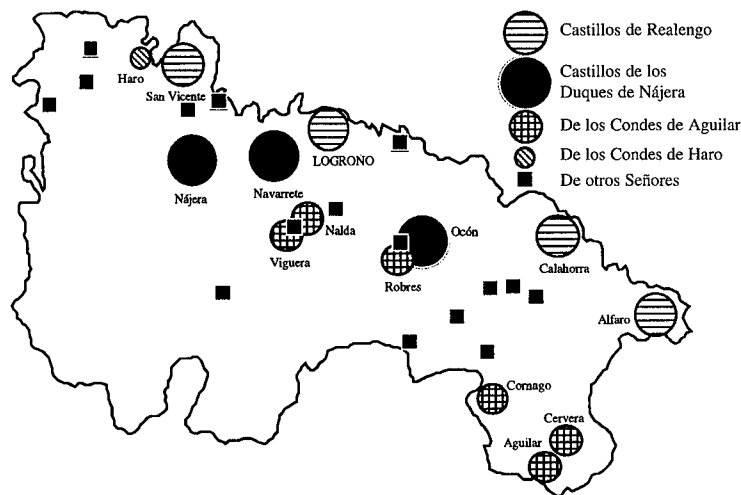 Castillos de Realengo
Castillos de los
Duques de Nájera
De los Condes de Aguilar
De los Condes de Haro
De otros Señores
Haro
San Vicente
LOGRONO
Nájera
Navarrete
Nalda
Viguera
Ocón
Robres
Calahorra
Alfaro
Cornago
Cervera
Aguilar